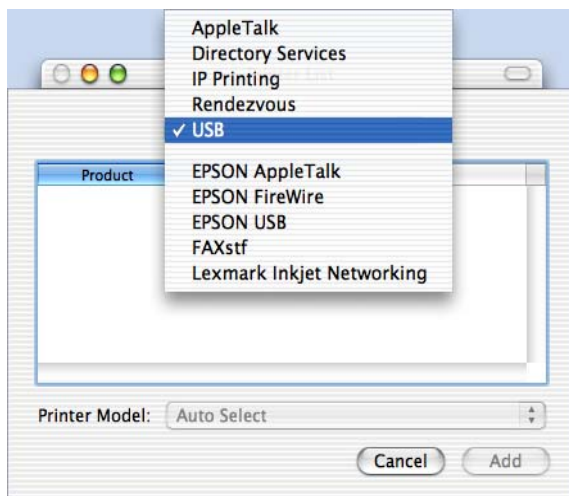 AppleTalk
Directory Services
IP Printing
Rendezvous
✓ USB
EPSON AppleTalk
EPSON FireWire
EPSON USB
FAXstf
Lexmark Inkjet Networking
Product
Printer Model: Auto Select
Cancel Add